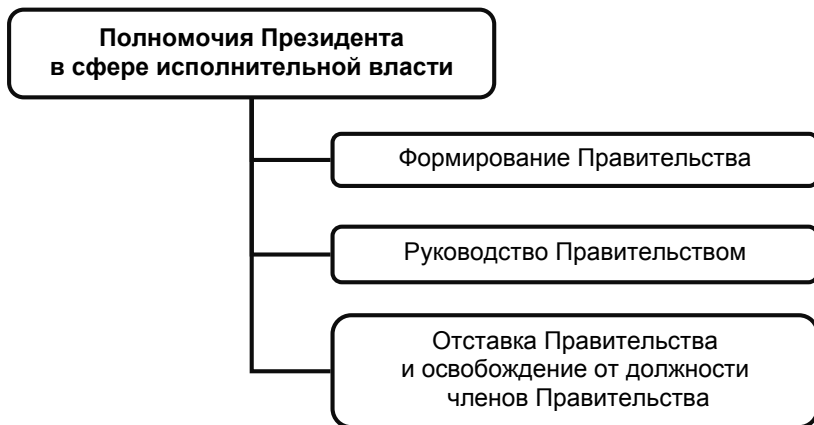 Полномочия Президента
в сфере исполнительной власти
Формирование Правительства
Руководство Правительством
Отставка Правительства
и освобождение от должности
членов Правительства